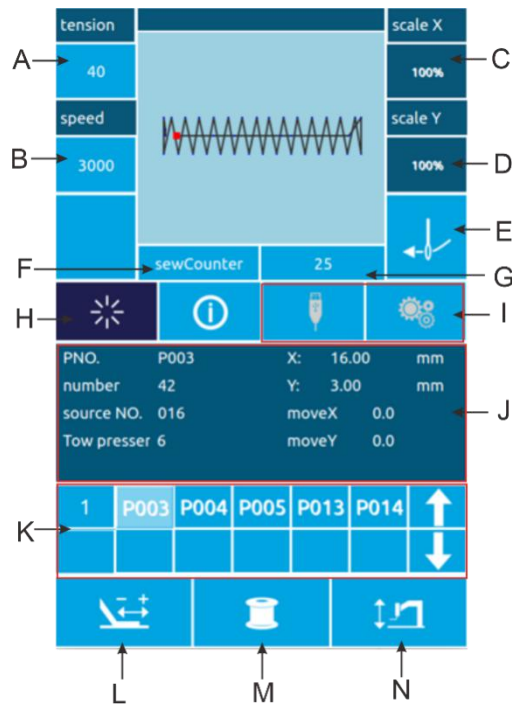 tension
scale X
A
40
100%
C
speed
scale Y
B
3000
100%
D
E
F
sewCounter
25
G
H
I
PNO. P003 X: 16.00 mm
number 42 Y: 3.00 mm
source NO. 016 moveX 0.0
Tow presser 6 moveY 0.0
J
K
1 P003 P004 P005 P013 P014
L
M
N